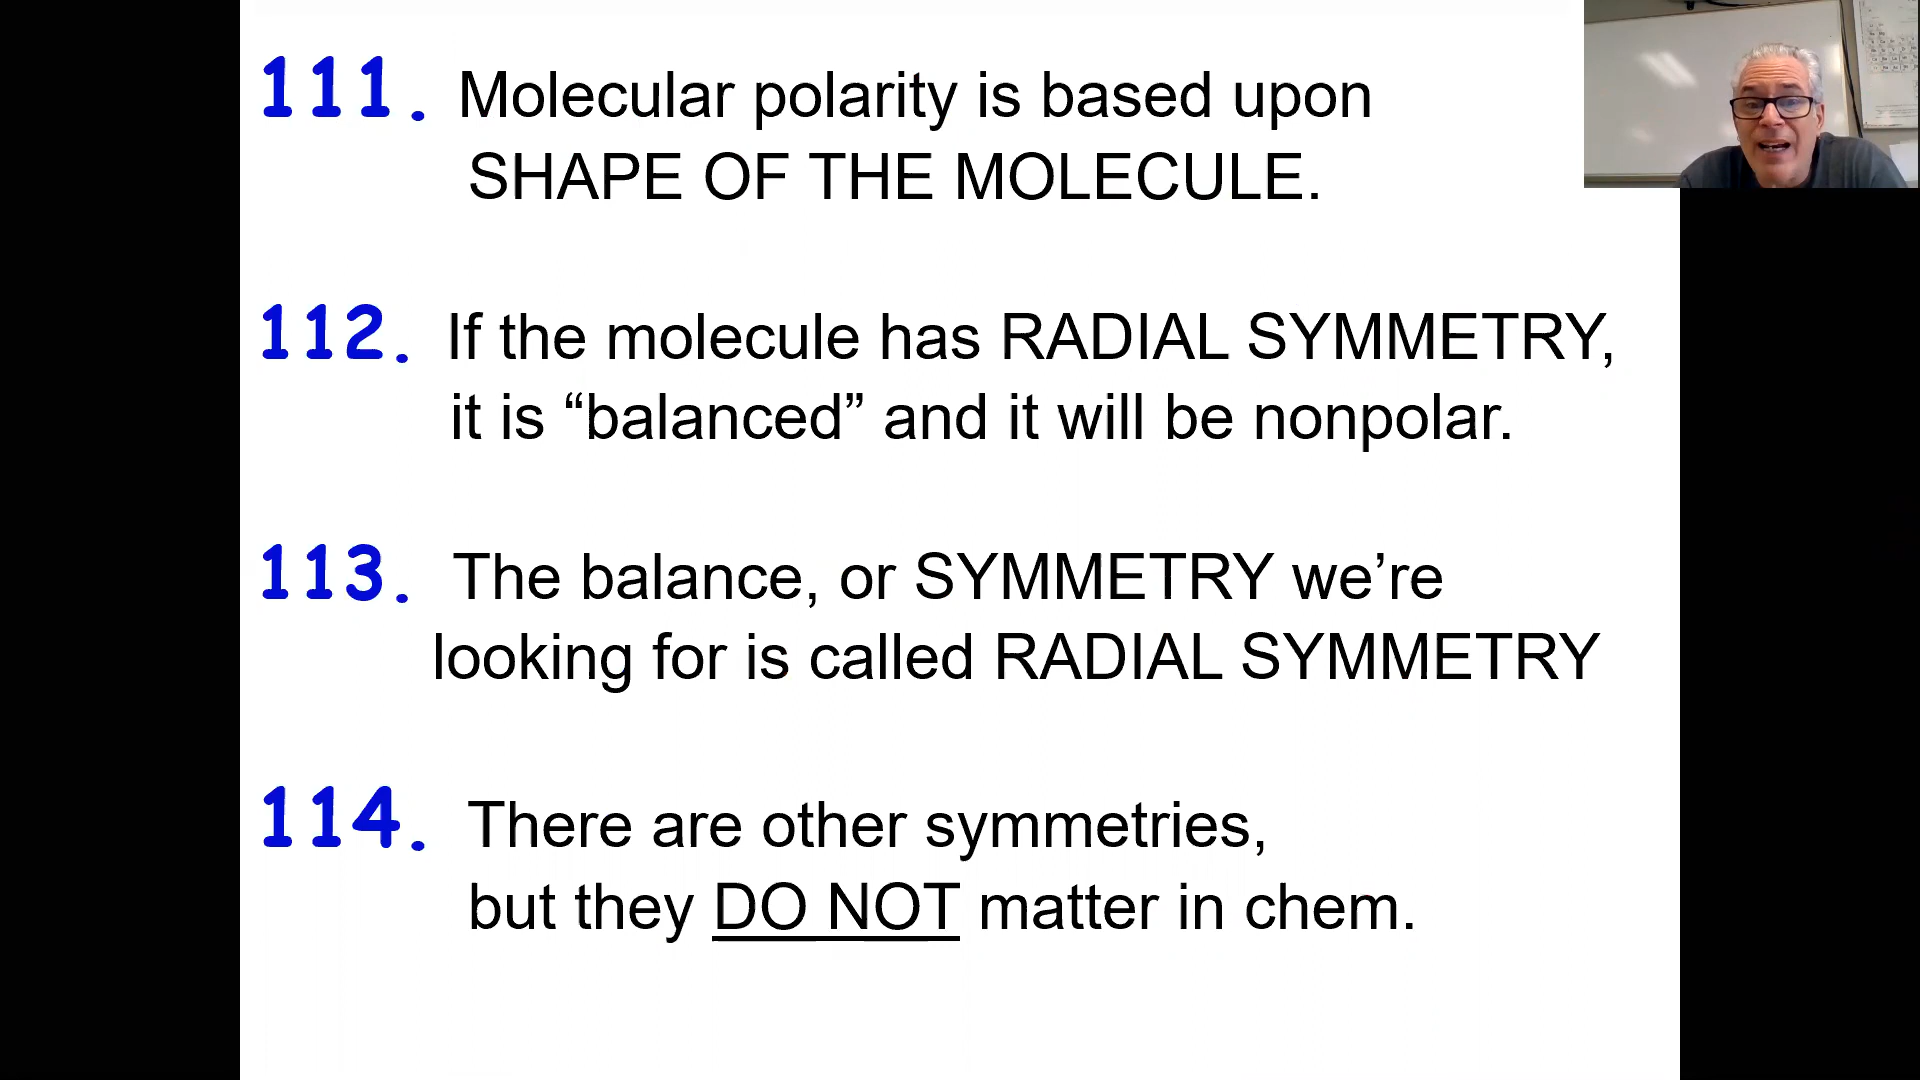 111. Molecular polarity is based upon
SHAPE OF THE MOLECULE.
112. If the molecule has RADIAL SYMMETRY,
it is “balanced” and it will be nonpolar.
113. The balance, or SYMMETRY we’re
looking for is called RADIAL SYMMETRY
114. There are other symmetries,
but they DO NOT matter in chem.